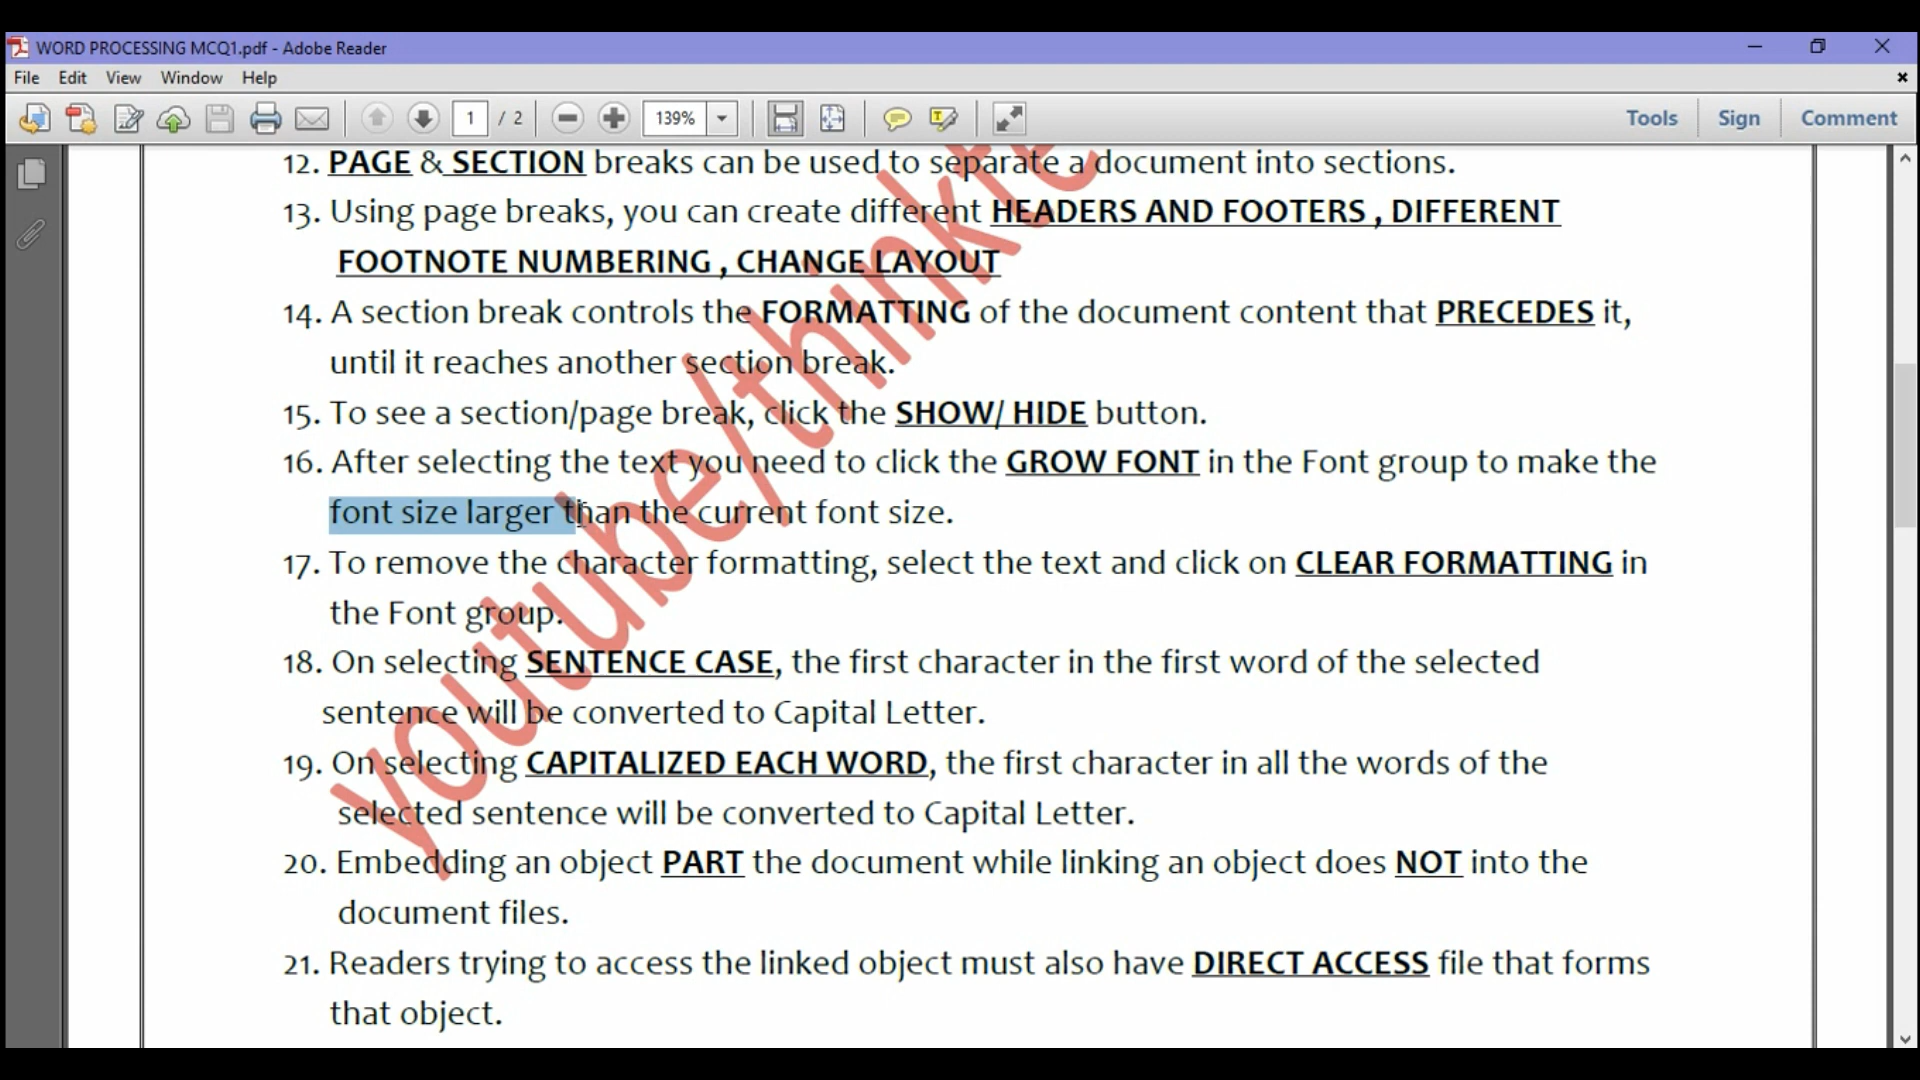 WORD PROCESSING MCQ1.pdf - Adobe Reader
File Edit View Window Help
1 / 2 139% Tools Sign Comment
12. PAGE & SECTION breaks can be used to separate a document into sections.
13. Using page breaks, you can create different HEADERS AND FOOTERS , DIFFERENT
FOOTNOTE NUMBERING , CHANGE LAYOUT
14. A section break controls the FORMATTING of the document content that PRECEDES it,
until it reaches another section break.
15. To see a section/page break, click the SHOW/ HIDE button.
16. After selecting the text you need to click the GROW FONT in the Font group to make the
font size larger than the current font size.
17. To remove the character formatting, select the text and click on CLEAR FORMATTING in
the Font group.
18. On selecting SENTENCE CASE, the first character in the first word of the selected
sentence will be converted to Capital Letter.
19. On selecting CAPITALIZED EACH WORD, the first character in all the words of the
selected sentence will be converted to Capital Letter.
20. Embedding an object PART the document while linking an object does NOT into the
document files.
21. Readers trying to access the linked object must also have DIRECT ACCESS file that forms
that object.
youtube/thinkte